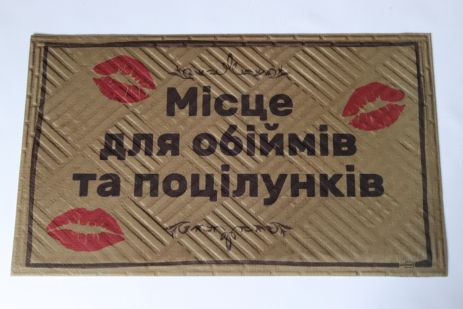 Місце
для обіймів
та поцілунків